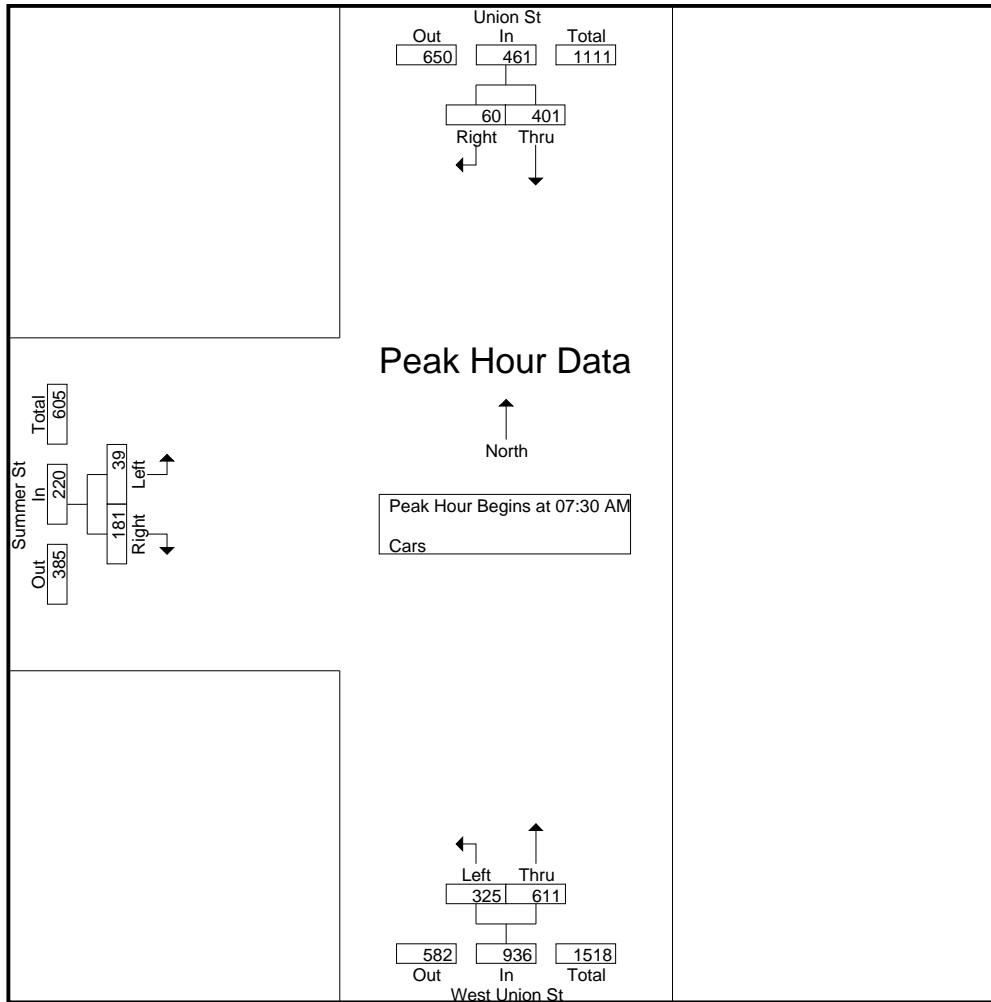 Union St
Out In Total
650 461 1111
60 401
Right Thru
Peak Hour Data
North
Peak Hour Begins at 07:30 AM
Cars
Summer St
Total In Out
605 220 385
39 181
Left Right
Left Thru
325 611
582 936 1518
Out In Total
West Union St